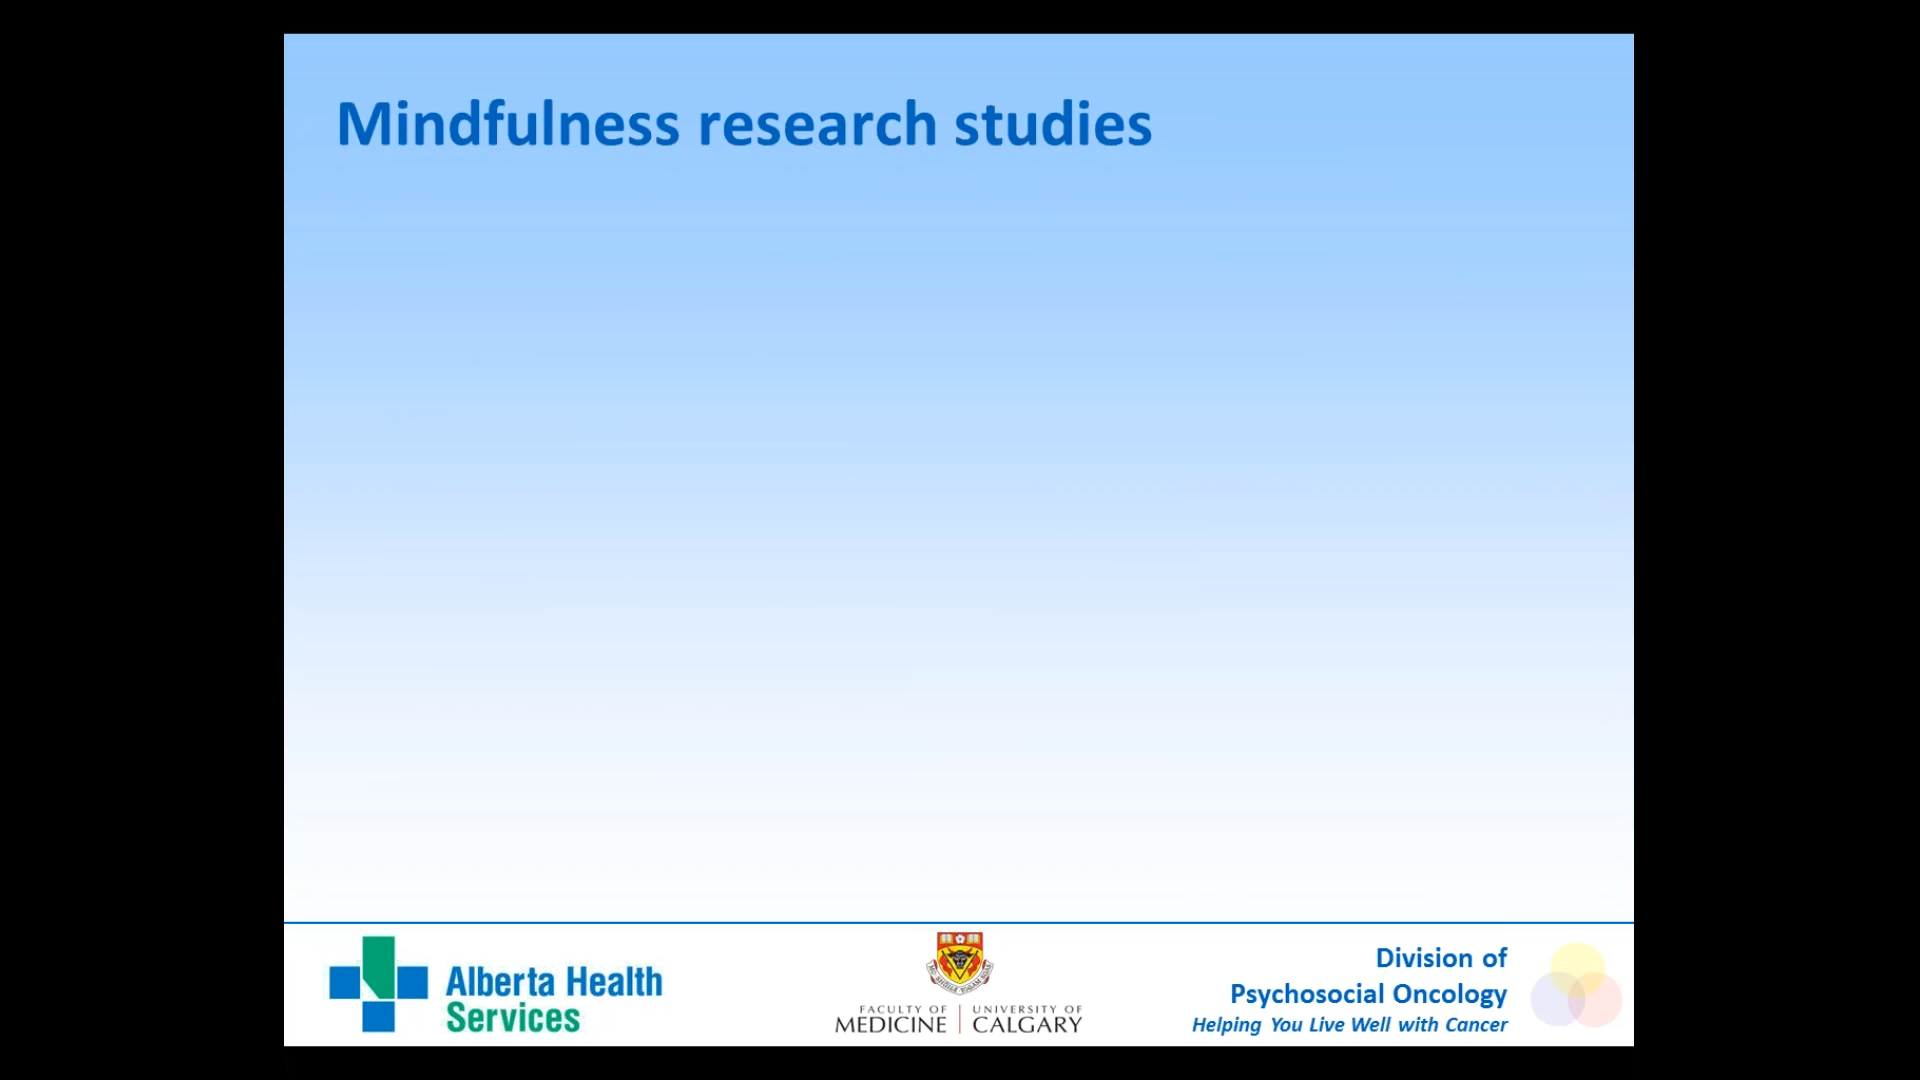 Mindfulness research studies
Alberta Health
Services
FACULTY OF
MEDICINE
UNIVERSITY OF
CALGARY
Division of
Psychosocial Oncology
Helping You Live Well with Cancer